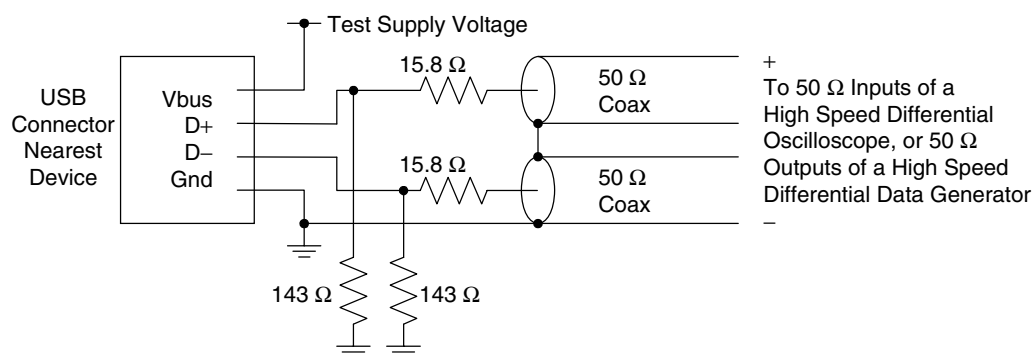 Test Supply Voltage
USB
Connector
Nearest
Device
Vbus
D+
D−
Gnd
15.8 Ω
50 Ω
Coax
15.8 Ω
50 Ω
Coax
+
To 50 Ω Inputs of a
High Speed Differential
Oscilloscope, or 50 Ω
Outputs of a High Speed
Differential Data Generator
−
143 Ω
143 Ω